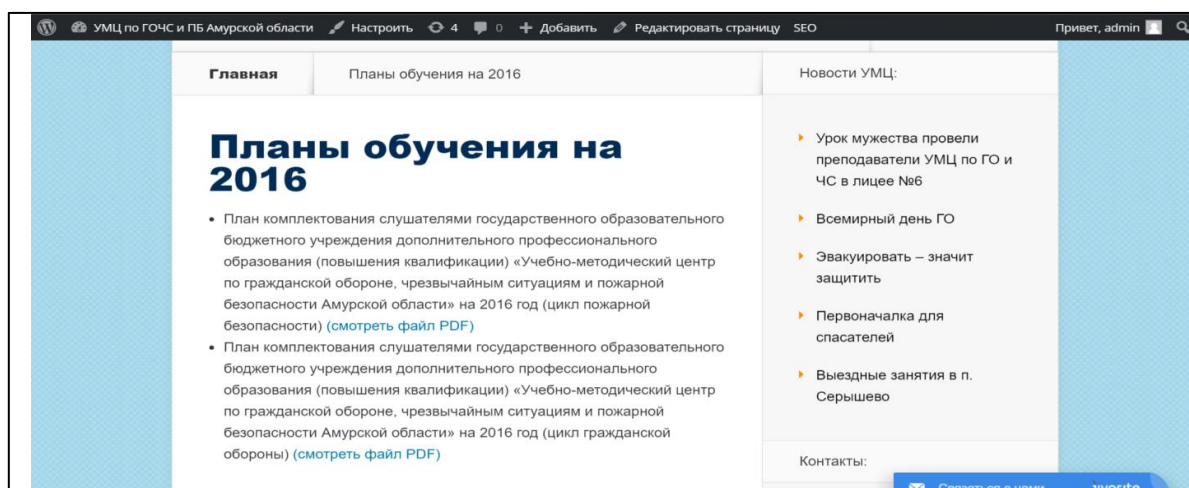 УМЦ по ГОЧС и ПБ Амурской области Настроить 4 0 Добавить Редактировать страницу SEO Привет, admin
Главная Планы обучения на 2016
Планы обучения на
2016
• План комплектования слушателями государственного образовательного
бюджетного учреждения дополнительного профессионального
образования (повышения квалификации) «Учебно-методический центр
по гражданской обороне, чрезвычайным ситуациям и пожарной
безопасности Амурской области» на 2016 год (цикл пожарной
безопасности) (смотреть файл PDF)
• План комплектования слушателями государственного образовательного
бюджетного учреждения дополнительного профессионального
образования (повышения квалификации) «Учебно-методический центр
по гражданской обороне, чрезвычайным ситуациям и пожарной
безопасности Амурской области» на 2016 год (цикл гражданской
обороны) (смотреть файл PDF)
Новости УМЦ:
Урок мужества провели
преподаватели УМЦ по ГО и
ЧС в лицее №6
Всемирный день ГО
Эвакуировать – значит
защитить
Первоначалка для
спасателей
Выездные занятия в п.
Серышево
Контакты:
Связаться с нами